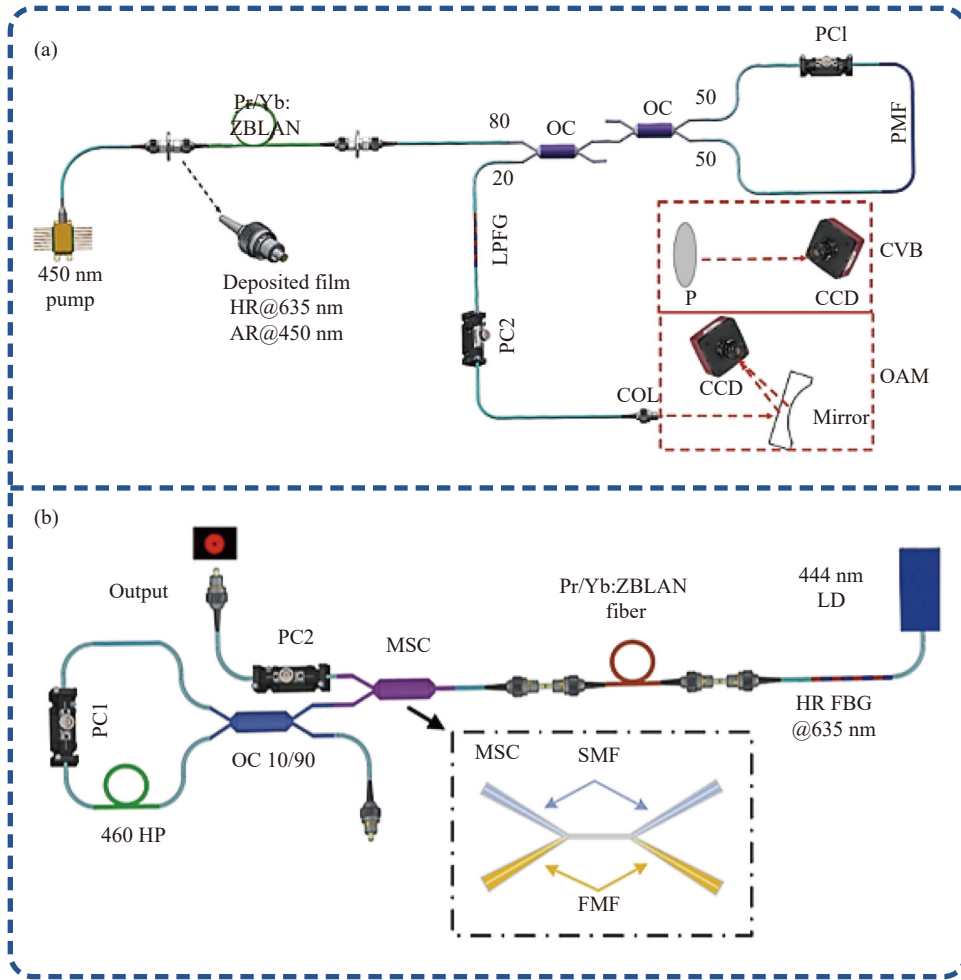 (a)
PC1
Pr/Yb:
ZBLAN
80
OC
OC
50
50
PMF
20
LPFG
450 nm
pump
Deposited film
HR@635 nm
AR@450 nm
PC2
P
CCD
CVB
CCD
OAM
COL
Mirror
(b)
Output
PC2
MSC
Pr/Yb:ZBLAN
fiber
444 nm
LD
PC1
OC 10/90
HR FBG
@635 nm
460 HP
MSC
SMF
FMF